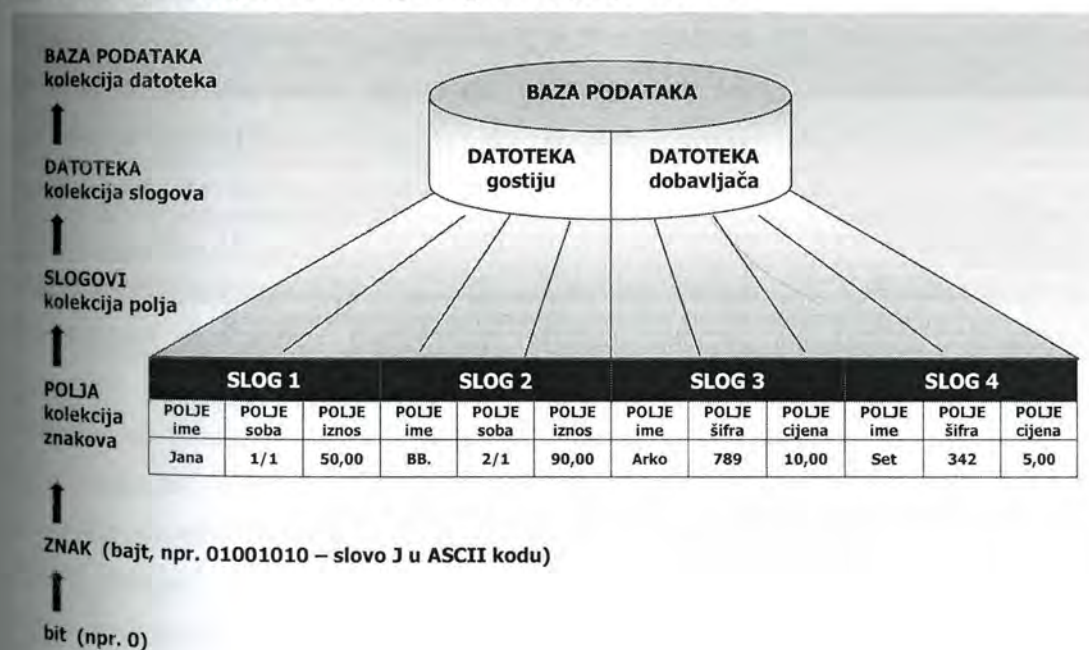 BAZA PODATAKA
kolekcija datoteka
DATOTEKA
kolekcija slogova
SLOGOVI
kolekcija polja
POLJA
kolekcija
znakova
ZNAK (bajt, npr. 01001010 – slovo J u ASCII kodu)
bit (npr. 0)
BAZA PODATAKA
DATOTEKA
gostiju
DATOTEKA
dobavljača
SLOG 1 SLOG 2 SLOG 3 SLOG 4
POLJE POLJE POLJE POLJE POLJE POLJE POLJE POLJE POLJE POLJE POLJE POLJE
ime soba iznos ime soba iznos ime šifra cijena ime šifra cijena
Jana 1/1 50,00 BB. 2/1 90,00 Arko 789 10,00 Set 342 5,00